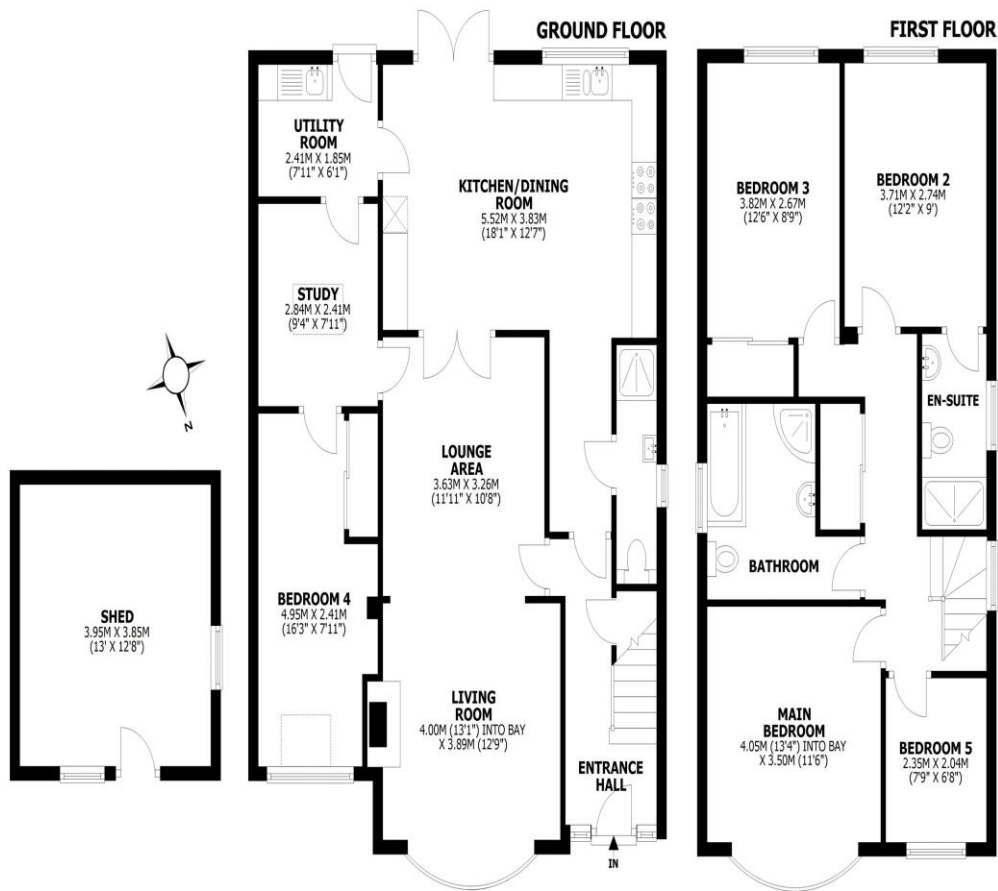 GROUND FLOOR
UTILITY
ROOM
2.41M X 1.85M
(7'11" X 6'1")
KITCHEN/DINING
ROOM
5.52M X 3.83M
(18'1" X 12'7")
STUDY
2.84M X 2.41M
(9'4" X 7'11")
LOUNGE
AREA
3.63M X 3.26M
(11'11" X 10'8")
BEDROOM 4
4.95M X 2.41M
(16'3" X 7'11")
LIVING
ROOM
4.00M (13'1") INTO BAY
X 3.89M (12'9")
ENTRANCE
HALL
IN
N
SHED
3.95M X 3.85M
(13' X 12'8")
FIRST FLOOR
BEDROOM 3
3.82M X 2.67M
(12'6" X 8'9")
BEDROOM 2
3.71M X 2.74M
(12'2" X 9')
EN-SUITE
BATHROOM
MAIN
BEDROOM
4.05M (13'4") INTO BAY
X 3.50M (11'6")
BEDROOM 5
2.35M X 2.04M
(7'9" X 6'8")